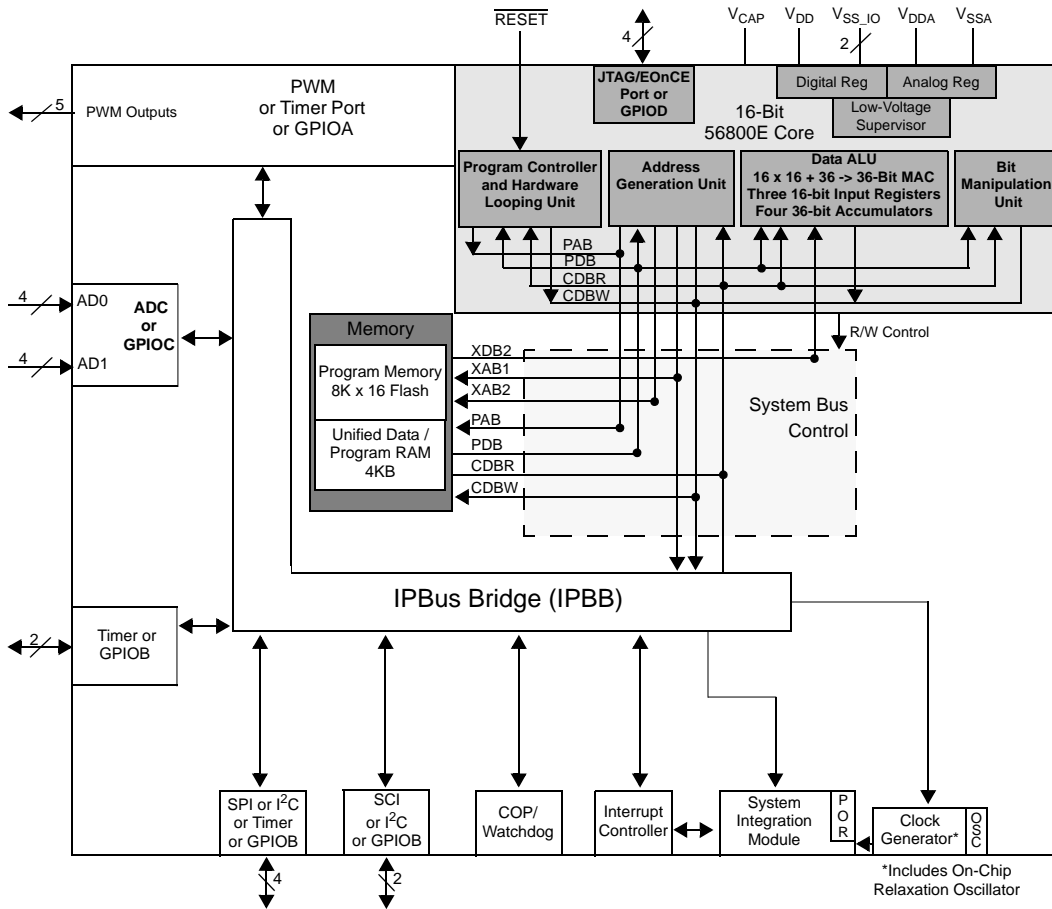 RESET
4
V_CAP V_DD V_SS_IO V_DDA V_SSA
2
JTAG/EOnCE
Port or
GPIOD
Digital Reg
Analog Reg
Low-Voltage
Supervisor
16-Bit
56800E Core
PWM
or Timer Port
or GPIOA
5
PWM Outputs
Program Controller
and Hardware
Looping Unit
Address
Generation Unit
Data ALU
16 x 16 + 36 -> 36-Bit MAC
Three 16-bit Input Registers
Four 36-bit Accumulators
Bit
Manipulation
Unit
PAB
PDB
CDBR
CDBW
4
AD0
4
AD1
ADC
or
GPIOC
R/W Control
Memory
Program Memory
8K x 16 Flash
Unified Data /
Program RAM
4KB
XDB2
XAB1
XAB2
PAB
PDB
CDBR
CDBW
System Bus
Control
IPBus Bridge (IPBB)
2
Timer or
GPIOB
SPI or I²C
or Timer
or GPIOB
4
SCI
or I²C
or GPIOB
2
COP/
Watchdog
Interrupt
Controller
System
Integration
Module
POR
Clock
Generator*
OSC
*Includes On-Chip
Relaxation Oscillator